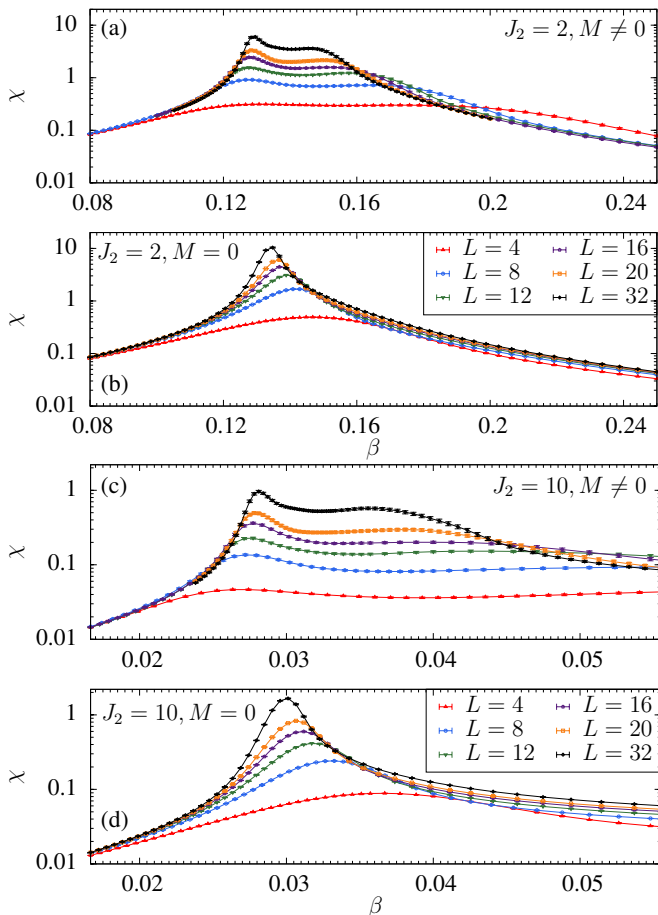 (a)
J₂ = 2, M ≠ 0
χ
10
1
0.1
0.01
0.08 0.12 0.16 0.2 0.24
J₂ = 2, M = 0
L = 4 L = 16
L = 8 L = 20
L = 12 L = 32
χ
10
1
0.1
0.01
(b)
0.08 0.12 0.16 0.2 0.24
β
(c)
J₂ = 10, M ≠ 0
χ
1
0.1
0.01
0.02 0.03 0.04 0.05
J₂ = 10, M = 0
L = 4 L = 16
L = 8 L = 20
L = 12 L = 32
χ
1
0.1
0.01
(d)
0.02 0.03 0.04 0.05
β